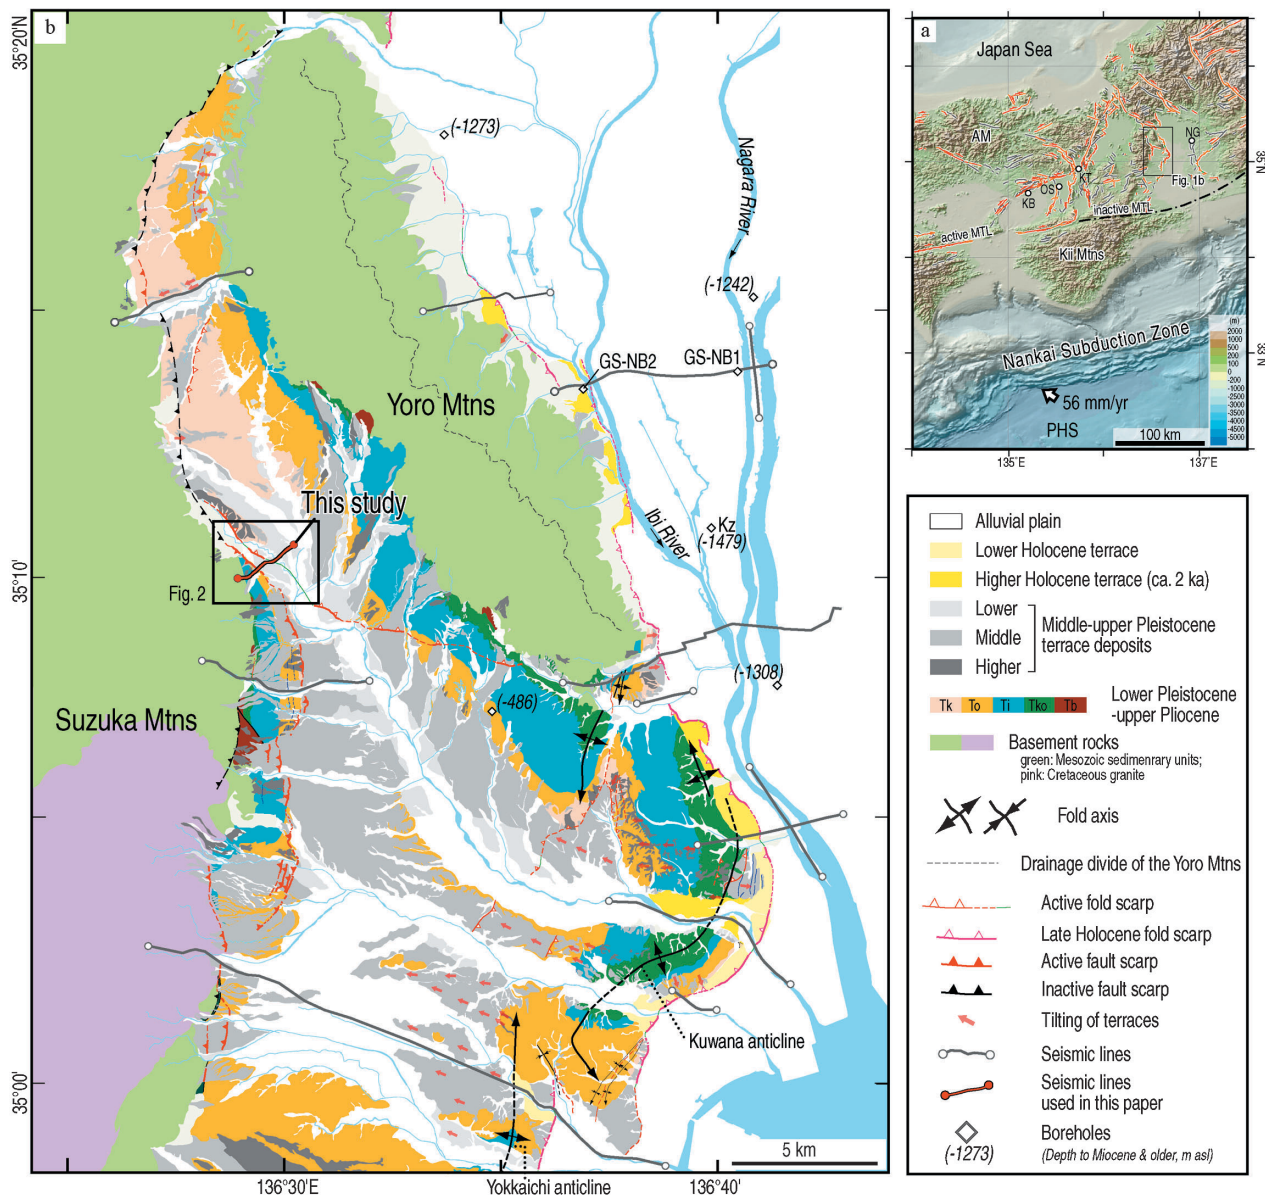 b
35°20'N
35°10'
35°00'
136°30'E
136°40'
(-1273)
Nagara River
(-1242)
GS-NB2
GS-NB1
Yoro Mtns
This study
Ibi River
Kz
(-1479)
Fig. 2
(-1308)
(-486)
Suzuka Mtns
Kuwana anticline
5 km
Yokkaichi anticline
a
Japan Sea
AM
NG
KT
OS
KB
Fig. 1b
inactive MTL
active MTL
Kii Mtns
Nankai Subduction Zone
56 mm/yr
PHS
100 km
(m)
2000
1000
500
200
100
0
-200
-1000
-2000
-3000
-3500
-4000
-5000
135°E
137°E
35°N
33°N
Alluvial plain
Lower Holocene terrace
Higher Holocene terrace (ca. 2 ka)
Lower
Middle
Higher
Middle-upper Pleistocene
terrace deposits
Tk To Ti Tko Tb
Lower Pleistocene
-upper Pliocene
Basement rocks
green: Mesozoic sedimenrary units;
pink: Cretaceous granite
Fold axis
Drainage divide of the Yoro Mtns
Active fold scarp
Late Holocene fold scarp
Active fault scarp
Inactive fault scarp
Tilting of terraces
Seismic lines
Seismic lines
used in this paper
Boreholes
(-1273)
(Depth to Miocene & older, m asl)